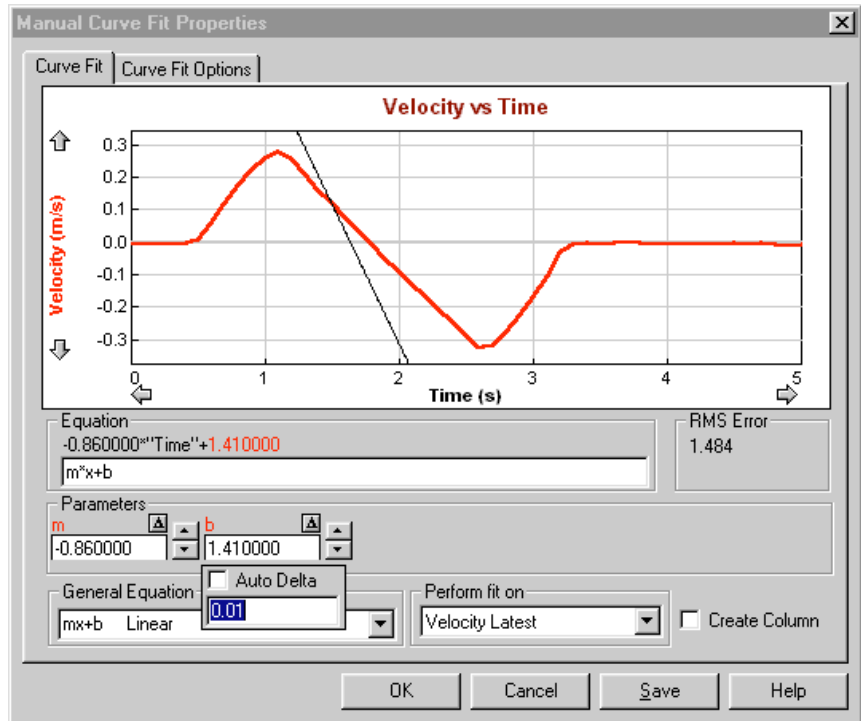 Manual Curve Fit Properties
Curve Fit
Curve Fit Options
Velocity vs Time
Velocity (m/s)
0.3
0.2
0.1
0.0
-0.1
-0.2
-0.3
0
1
2
3
4
5
Time (s)
Equation
-0.860000*"Time"+1.410000
m*x+b
RMS Error
1.484
Parameters
m
A
b
A
-0.860000
1.410000
Auto Delta
0.01
General Equation
mx+b Linear
Perform fit on
Velocity Latest
Create Column
OK
Cancel
Save
Help